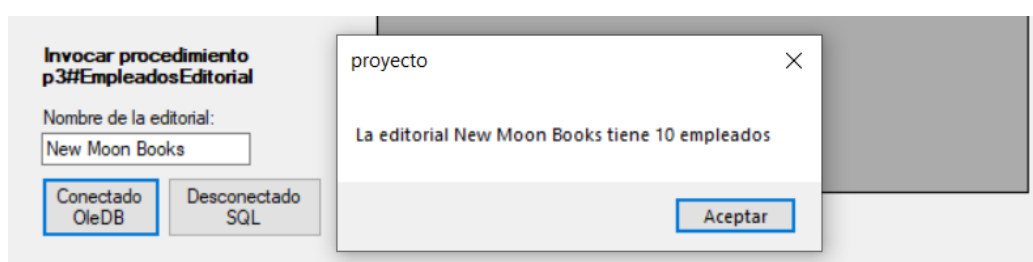 Invocar procedimiento
p3#EmpleadosEditorial
Nombre de la editorial:
New Moon Books
Conectado
OleDB
Desconectado
SQL
proyecto
La editorial New Moon Books tiene 10 empleados
Aceptar